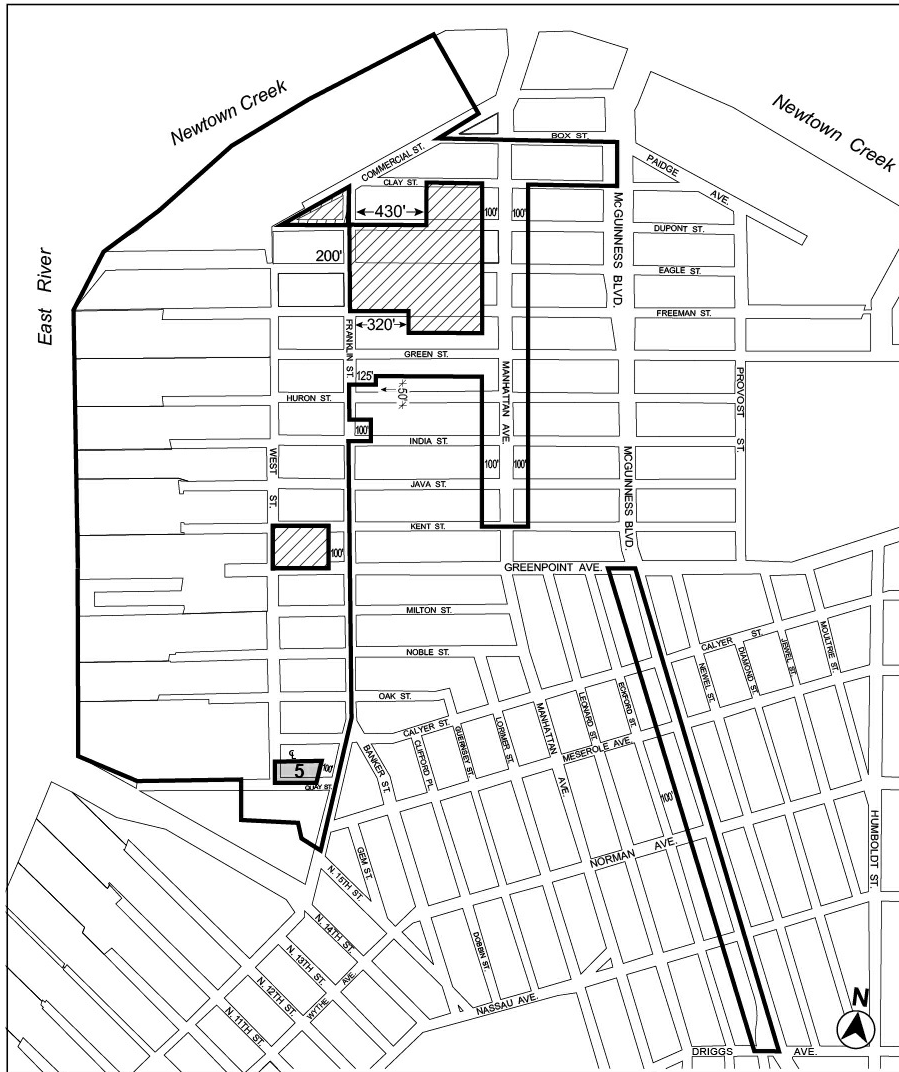 Newtown Creek
Newtown Creek
East River
BOX ST.
COMMERCIAL ST.
PAIDGE AVE.
CLAY ST.
430'
100'
100'
MCGUINNESS BLVD.
DUPONT ST.
200'
EAGLE ST.
FREEMAN ST.
320'
FRANKLIN ST.
GREEN ST.
125'
50'
MANHATTAN AVE.
PROVOST ST.
HURON ST.
100'
INDIA ST.
WEST ST.
100'
100'
MCGUINNESS BLVD.
JAVA ST.
KENT ST.
100'
GREENPOINT AVE.
MILTON ST.
NOBLE ST.
CALYER ST.
NEWEL ST.
DIAMOND ST.
JEWEL ST.
MOULTRIE ST.
OAK ST.
CALYER ST.
BANKER ST.
CLIFFORD PL.
GUERNSEY ST.
LORIMER ST.
MANHATTAN AVE.
LEONARD ST.
ECKFORD ST.
MESEROLE AVE.
CL
5
100'
QUAY ST.
100'
HUMBOLDT ST.
GEM ST.
NORMAN AVE.
N. 15TH ST.
N. 14TH ST.
DOBBIN ST.
N. 13TH ST.
N. 12TH ST.
WYTHE AVE.
N. 11TH ST.
NASSAU AVE.
N
DRIGGS AVE.